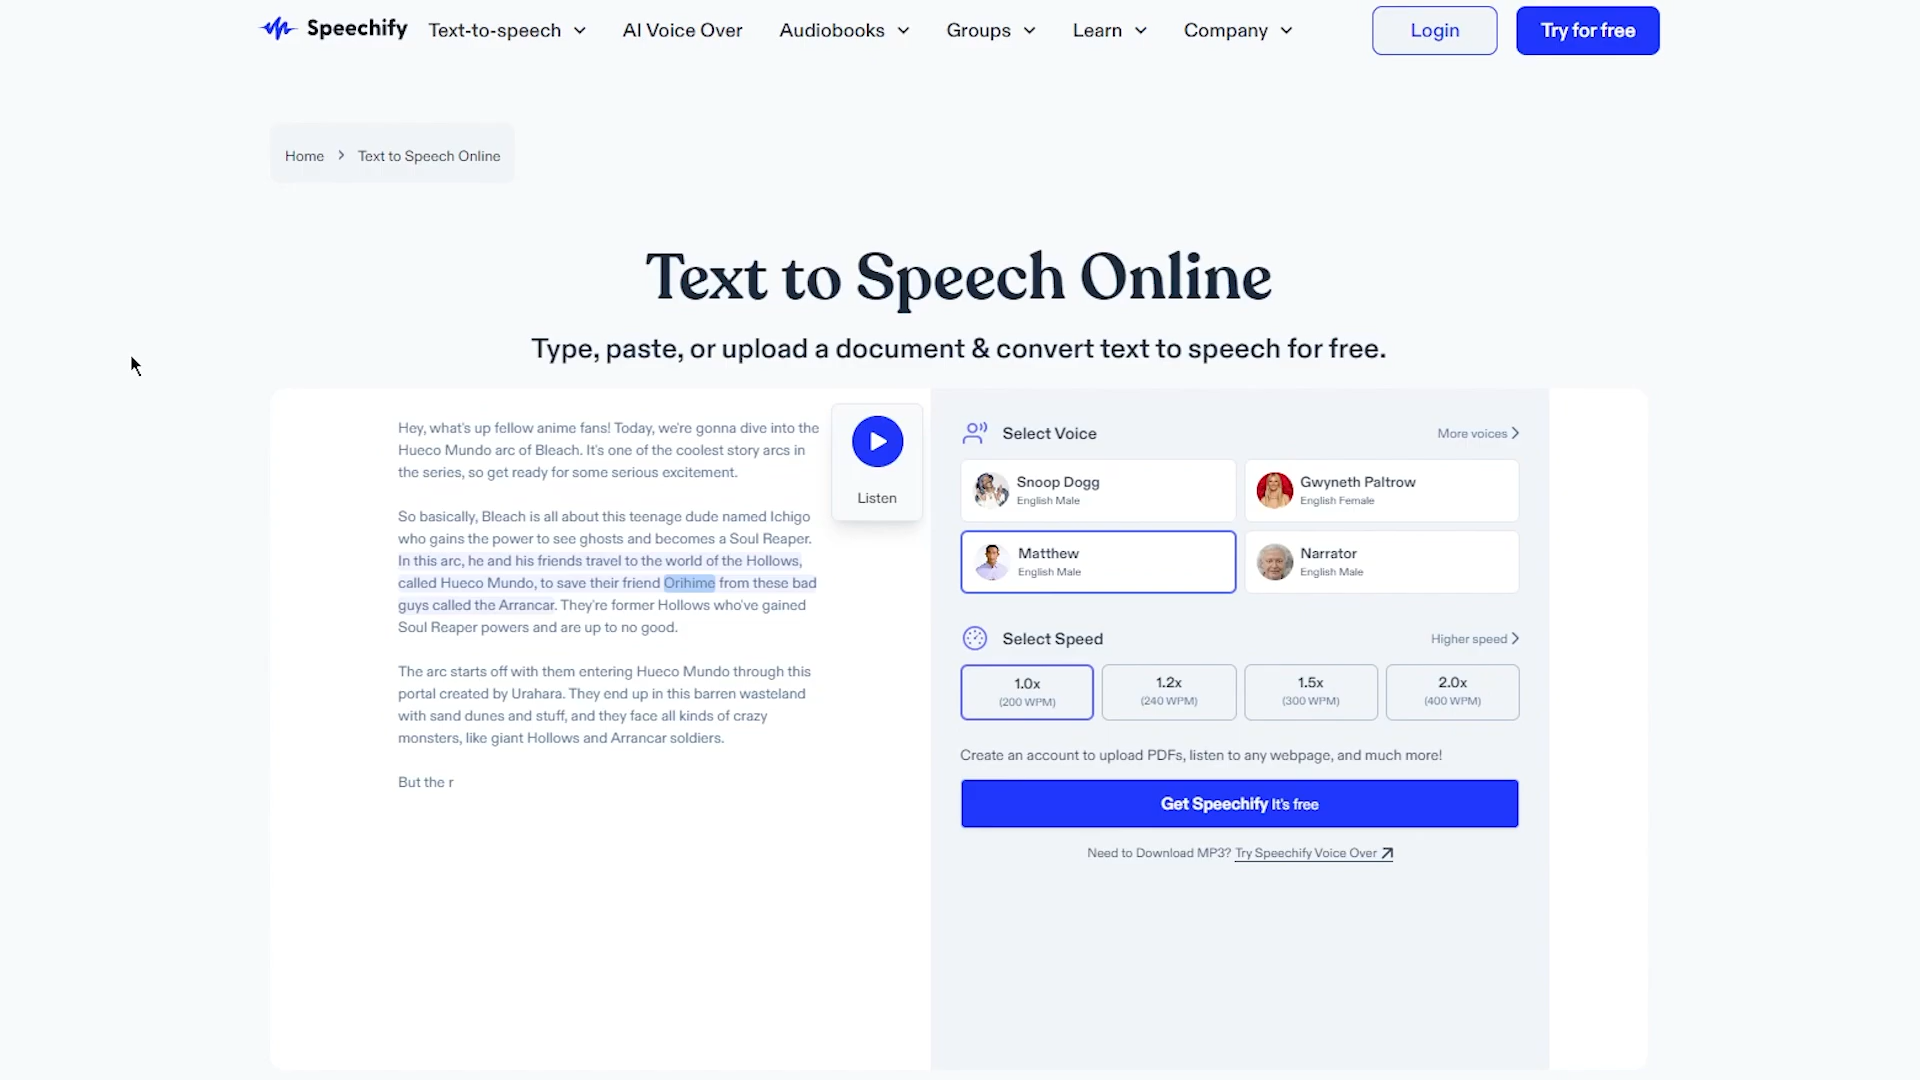 Speechify
Text-to-speech
AI Voice Over
Audiobooks
Groups
Learn
Company
Login
Try for free
Home > Text to Speech Online
Text to Speech Online
Type, paste, or upload a document & convert text to speech for free.
Hey, what's up fellow anime fans! Today, we're gonna dive into the
Hueco Mundo arc of Bleach. It's one of the coolest story arcs in
the series, so get ready for some serious excitement.
So basically, Bleach is all about this teenage dude named Ichigo
who gains the power to see ghosts and becomes a Soul Reaper.
In this arc, he and his friends travel to the world of the Hollows,
called Hueco Mundo, to save their friend Orihime from these bad
guys called the Arrancar. They're former Hollows who've gained
Soul Reaper powers and are up to no good.
The arc starts off with them entering Hueco Mundo through this
portal created by Urahara. They end up in this barren wasteland
with sand dunes and stuff, and they face all kinds of crazy
monsters, like giant Hollows and Arrancar soldiers.
But the r
Listen
Select Voice
More voices
Snoop Dogg
English Male
Gwyneth Paltrow
English Female
Matthew
English Male
Narrator
English Male
Select Speed
Higher speed
1.0x
(200 WPM)
1.2x
(240 WPM)
1.5x
(300 WPM)
2.0x
(400 WPM)
Create an account to upload PDFs, listen to any webpage, and much more!
Get Speechify It's free
Need to Download MP3? Try Speechify Voice Over